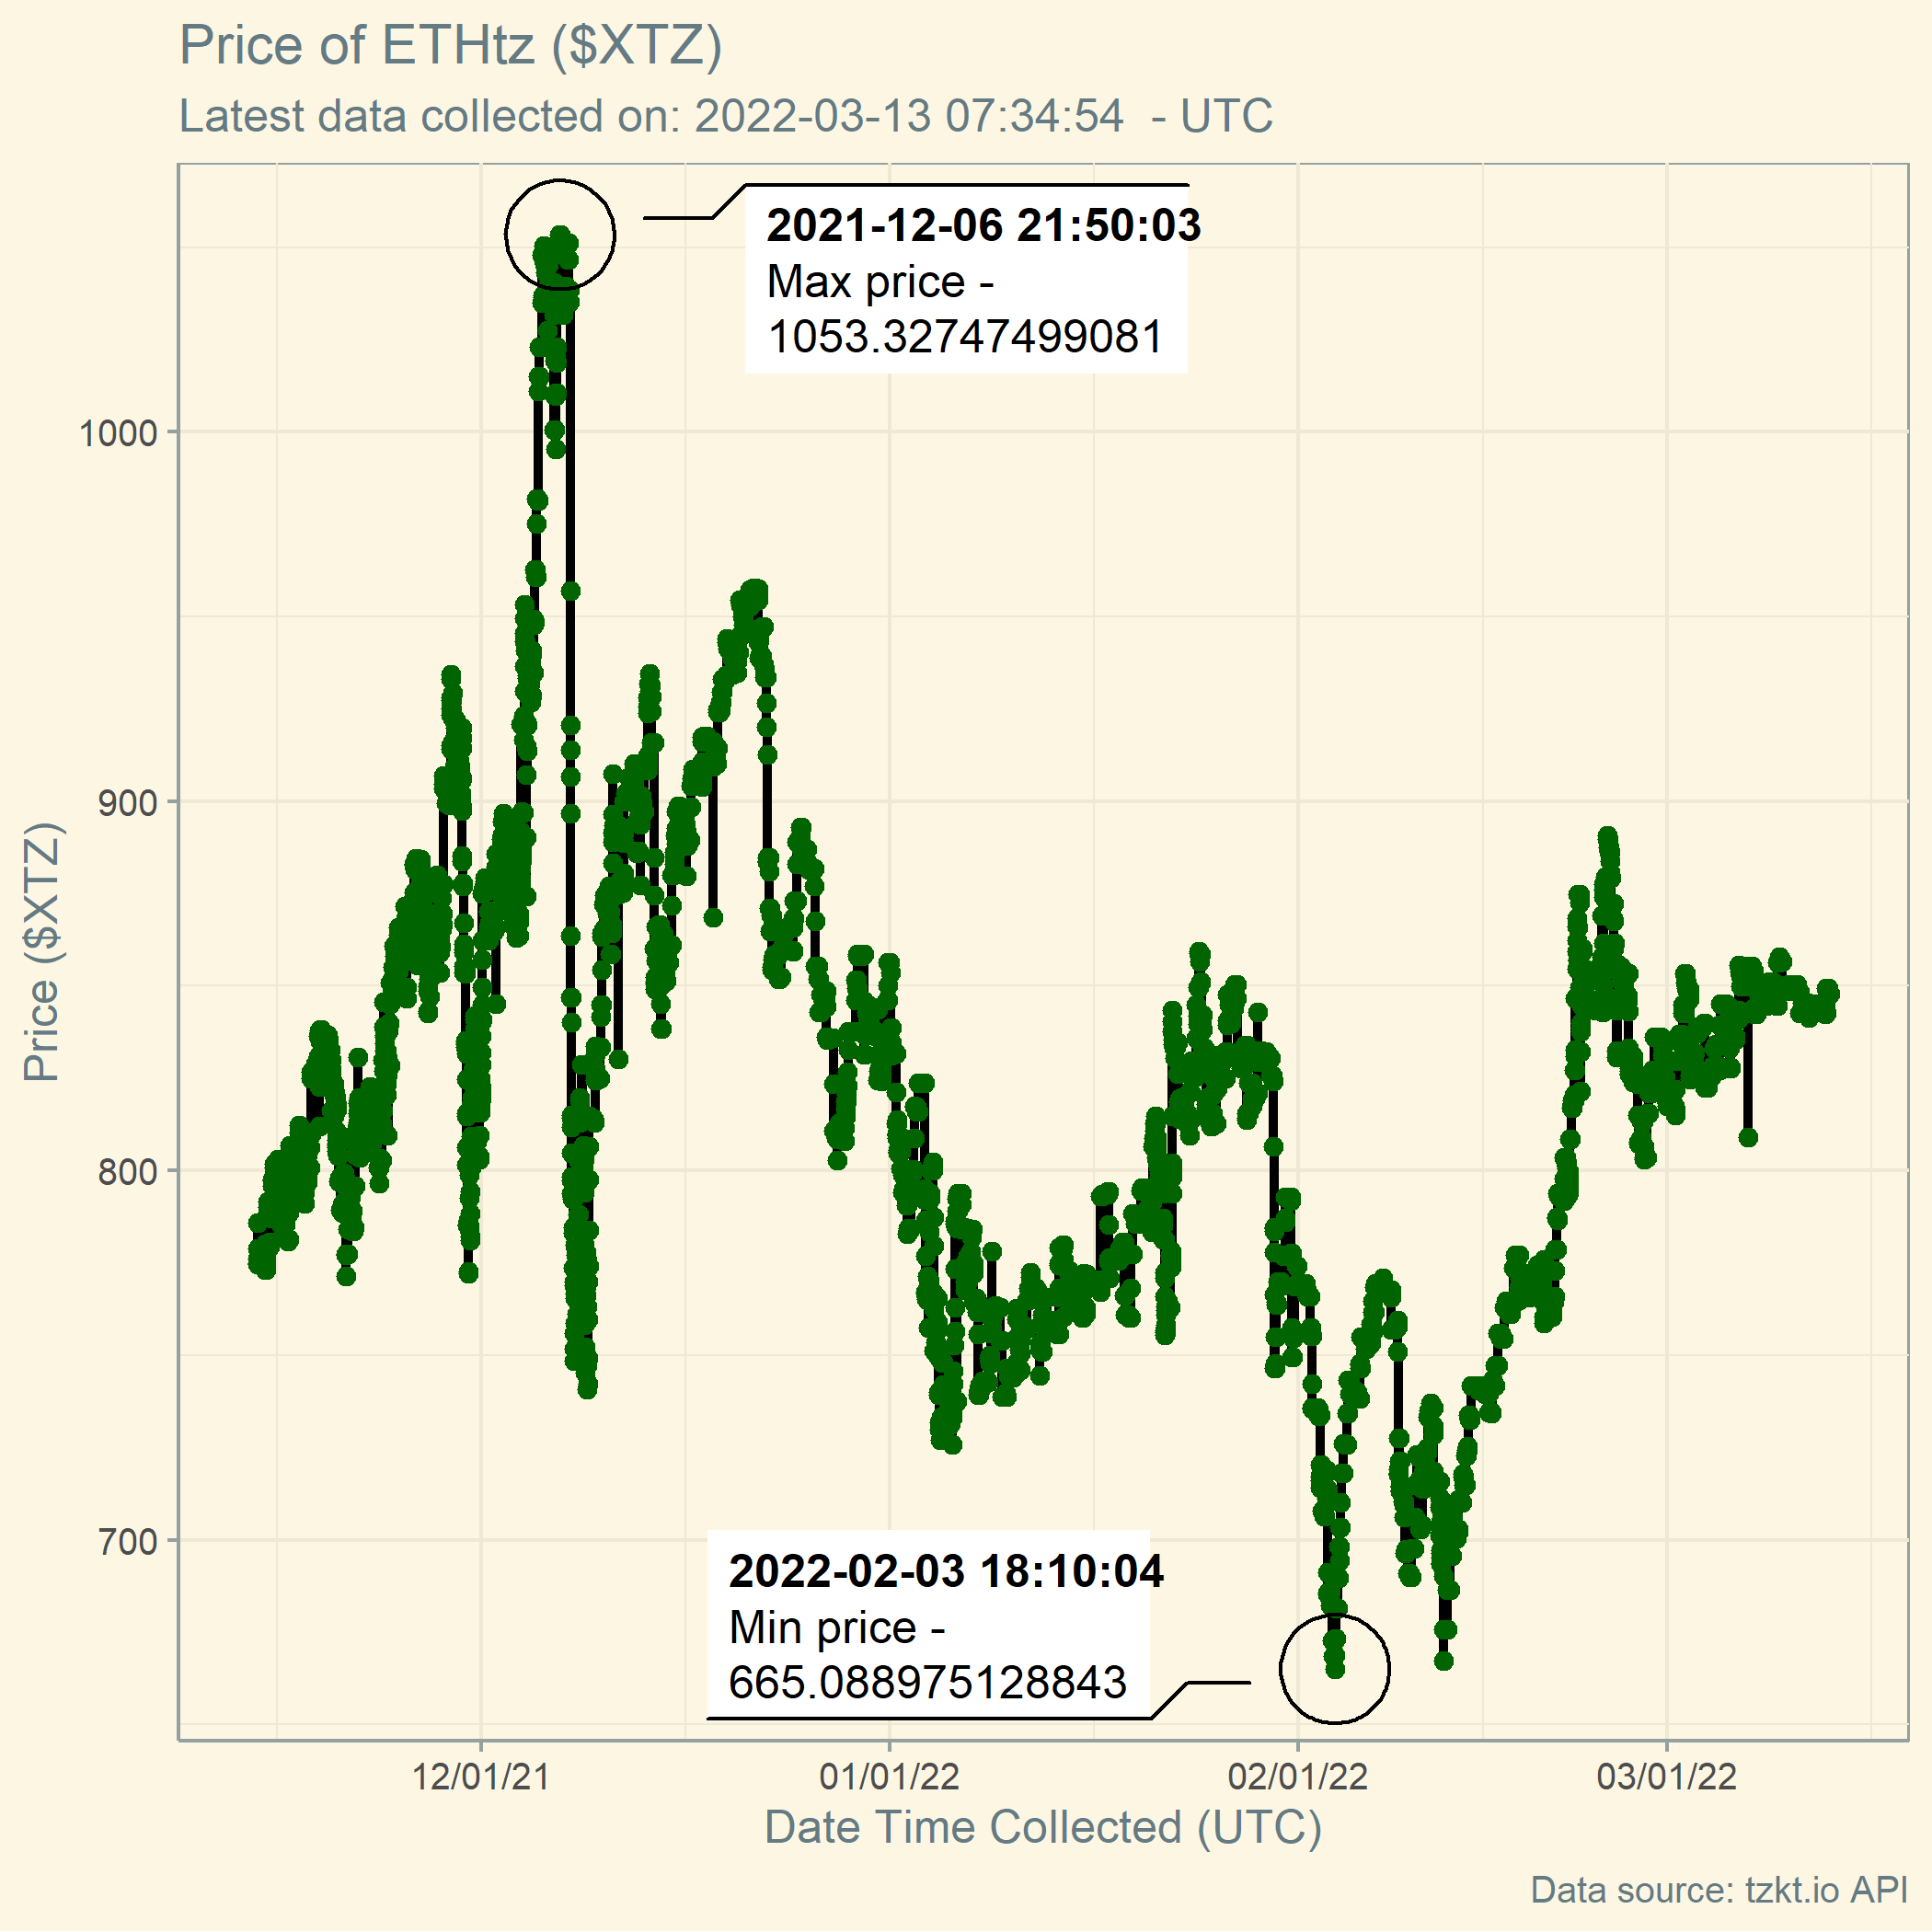 Price of ETHtz ($XTZ)
Latest data collected on: 2022-03-13 07:34:54  - UTC
2021-12-06 21:50:03
Max price -
1053.32747499081
1000
900
800
700
Price ($XTZ)
2022-02-03 18:10:04
Min price -
665.088975128843
12/01/21
01/01/22
02/01/22
03/01/22
Date Time Collected (UTC)
Data source: tzkt.io API